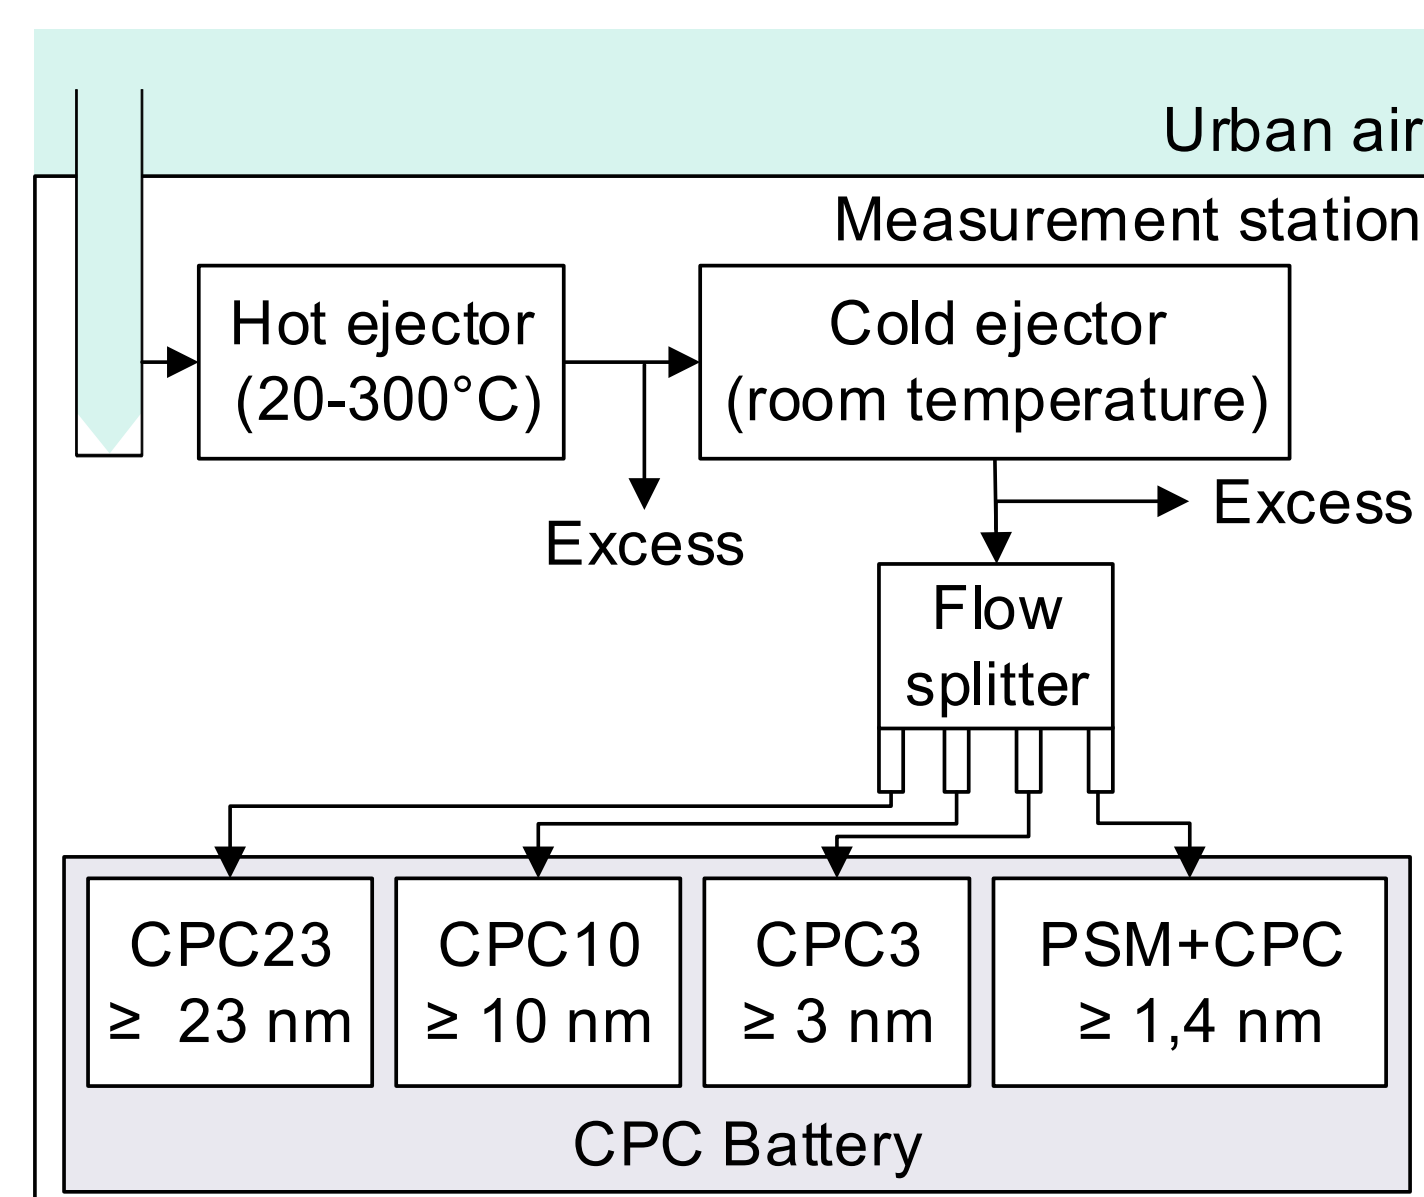 Urban air
Measurement station
Hot ejector
(20-300°C)
Cold ejector
(room temperature)
Excess
Excess
Flow
splitter
CPC23
≥ 23 nm
CPC10
≥ 10 nm
CPC3
≥ 3 nm
PSM+CPC
≥ 1,4 nm
CPC Battery